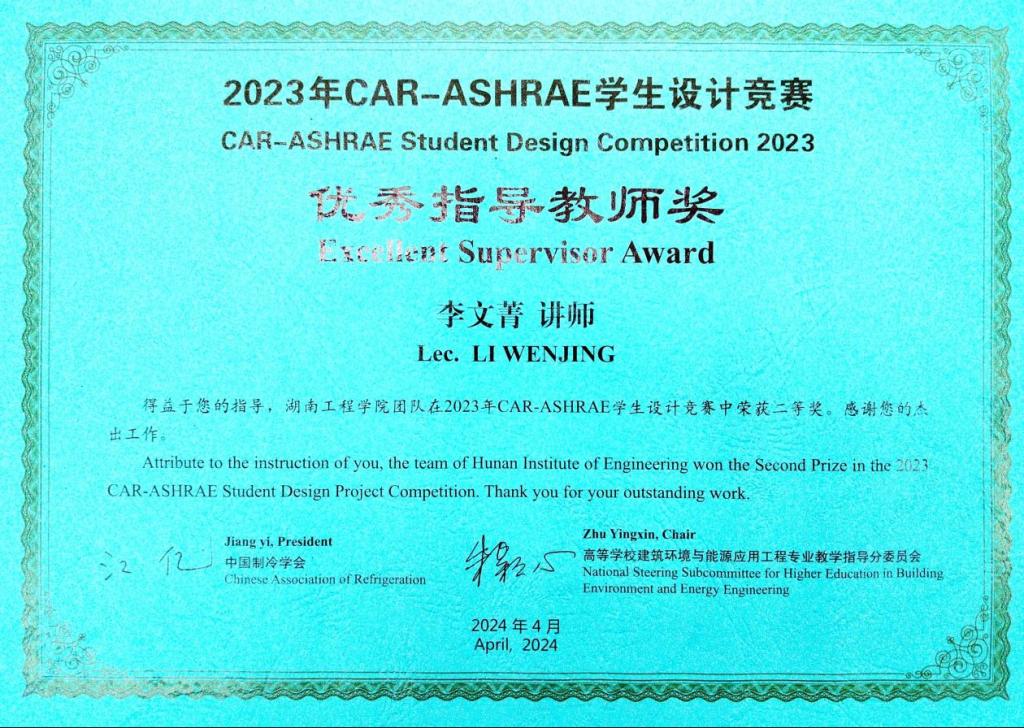 2023年CAR-ASHRAE学生设计竞赛
CAR-ASHRAE Student Design Competition 2023
优秀指导教师奖
Excellent Supervisor Award
李文菁 讲师
Lec. LI WENJING
得益于您的指导，湖南工程学院团队在2023年CAR-ASHRAE学生设计竞赛中荣获二等奖。感谢您的杰
出工作。
Attribute to the instruction of you, the team of Hunan Institute of Engineering won the Second Prize in the 2023
CAR-ASHRAE Student Design Project Competition. Thank you for your outstanding work.
江亿
Jiang yi, President
中国制冷学会
Chinese Association of Refrigeration
朱颖心
Zhu Yingxin, Chair
高等学校建筑环境与能源应用工程专业教学指导分委员会
National Steering Subcommittee for Higher Education in Building
Environment and Energy Engineering
2024 年 4 月
April, 2024